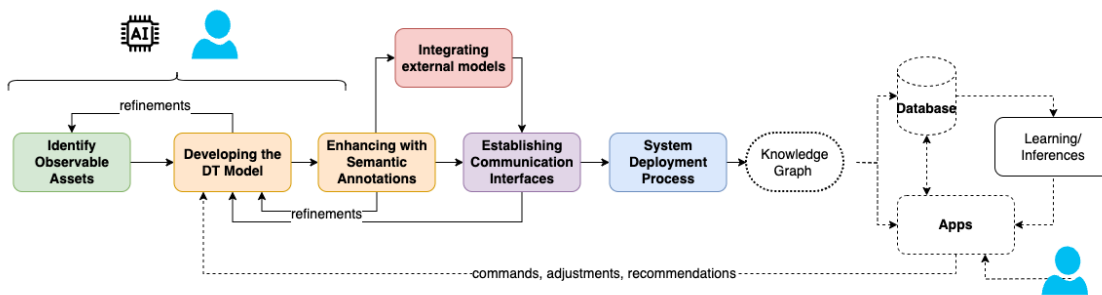 AI
Integrating
external models
refinements
Identify
Observable
Assets
Developing the
DT Model
Enhancing with
Semantic
Annotations
Establishing
Communication
Interfaces
System
Deployment
Process
Knowledge
Graph
Database
Learning/
Inferences
refinements
Apps
commands, adjustments, recommendations